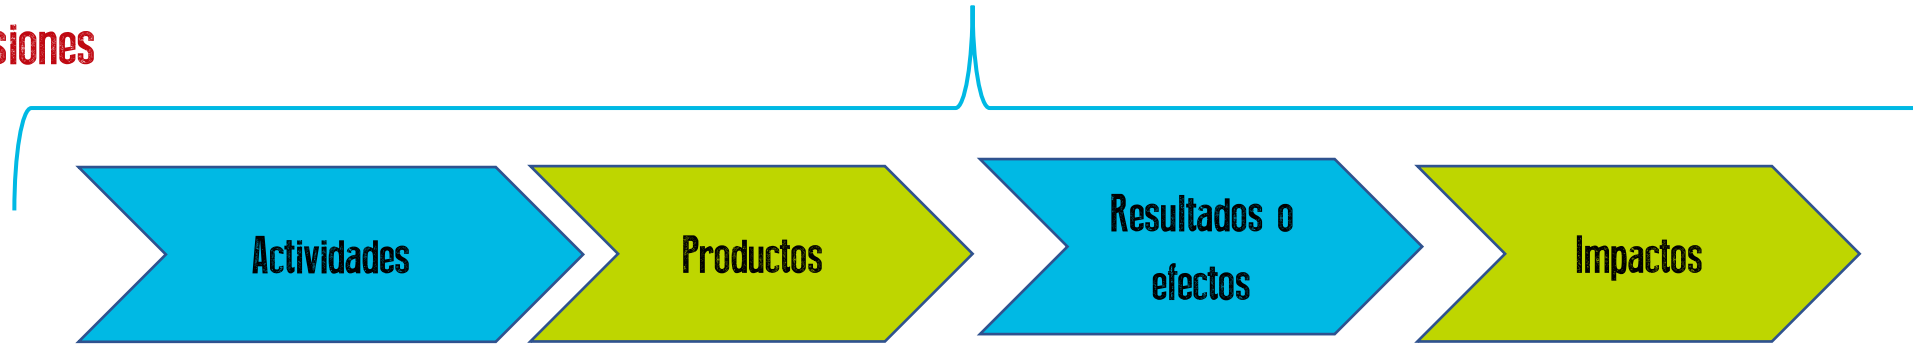 siones
Actividades
Productos
Resultados o
efectos
Impactos